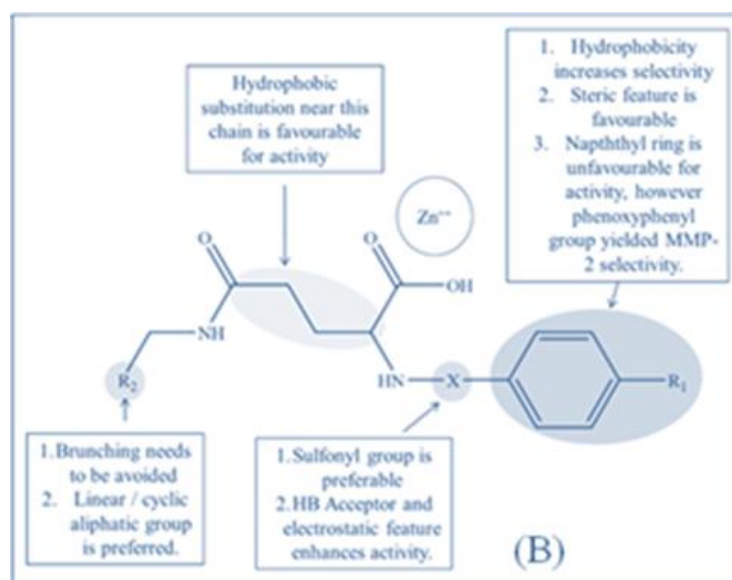 Hydrophobic
substitution near this
chain is favourable
for activity
1. Hydrophobicity
increases selectivity
2. Steric feature is
favourable
3. Napththyl ring is
unfavourable for
activity, however
phenoxyphenyl
group yielded MMP-
2 selectivity.
Zn++
O
O
OH
NH
R2
HN
X
R1
1.Brunching needs
to be avoided
2. Linear / cyclic
aliphatic group
is preferred.
1.Sulfonyl group is
preferable
2.HB Acceptor and
electrostatic feature
enhances activity.
(B)